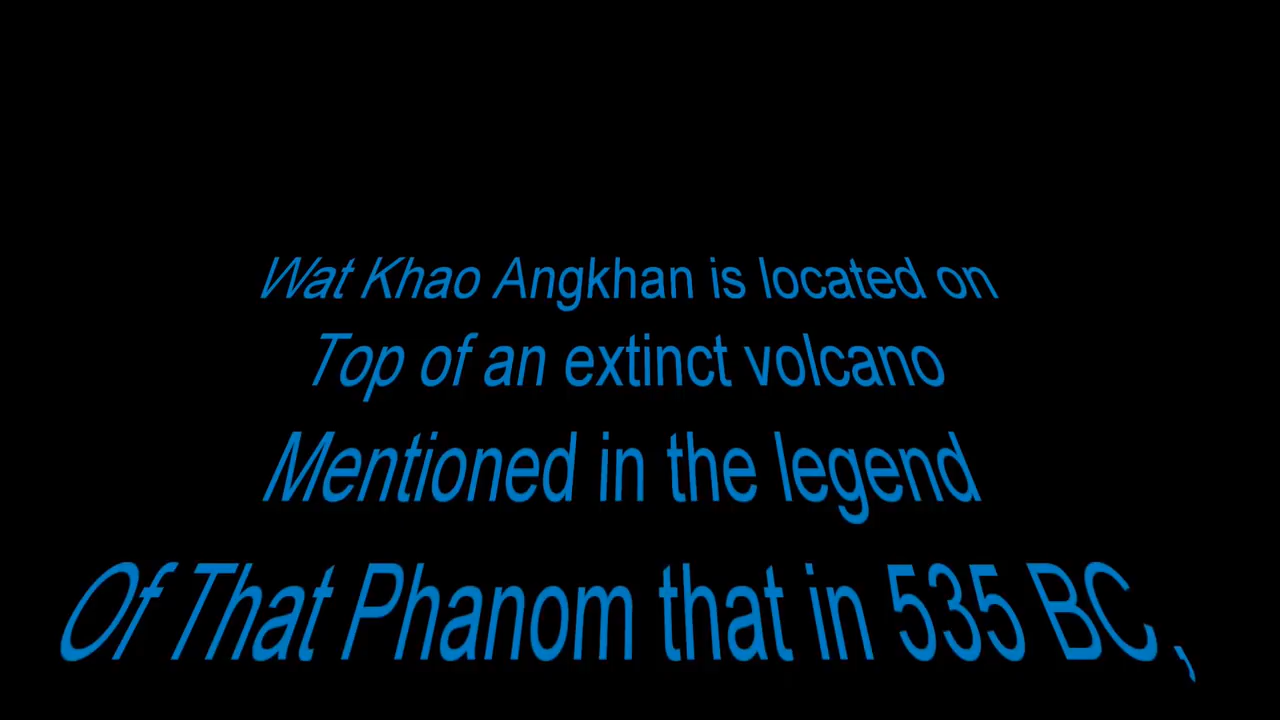 Wat Khao Angkhan is located on
Top of an extinct volcano
Mentioned in the legend
Of That Phanom that in 535 BC ,